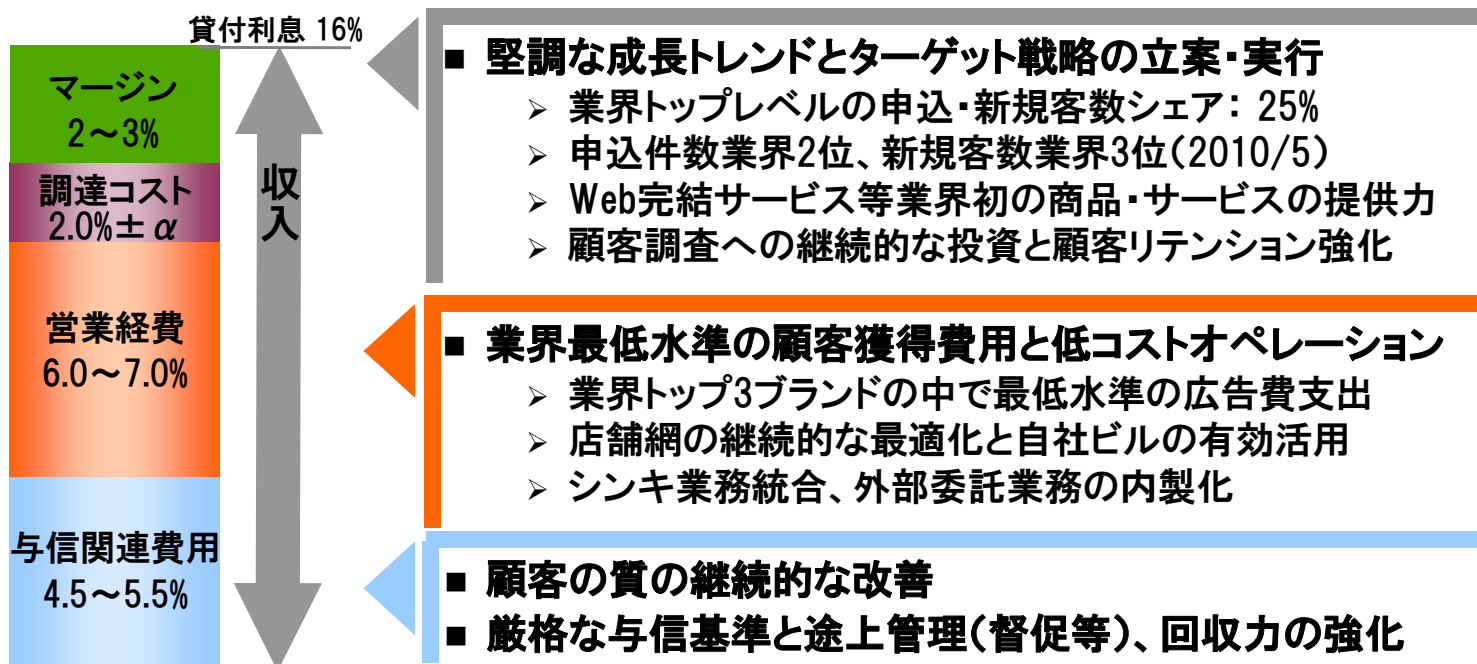 貸付利息 16%
マージン
2～3%
調達コスト
2.0%±α
営業経費
6.0～7.0%
与信関連費用
4.5～5.5%
収
入
■ 堅調な成長トレンドとターゲット戦略の立案・実行
➢ 業界トップレベルの申込・新規客数シェア： 25%
➢ 申込件数業界2位、新規客数業界3位(2010/5)
➢ Web完結サービス等業界初の商品・サービスの提供力
➢ 顧客調査への継続的な投資と顧客リテンション強化
■ 業界最低水準の顧客獲得費用と低コストオペレーション
➢ 業界トップ3ブランドの中で最低水準の広告費支出
➢ 店舗網の継続的な最適化と自社ビルの有効活用
➢ シンキ業務統合、外部委託業務の内製化
■ 顧客の質の継続的な改善
■ 厳格な与信基準と途上管理(督促等)、回収力の強化